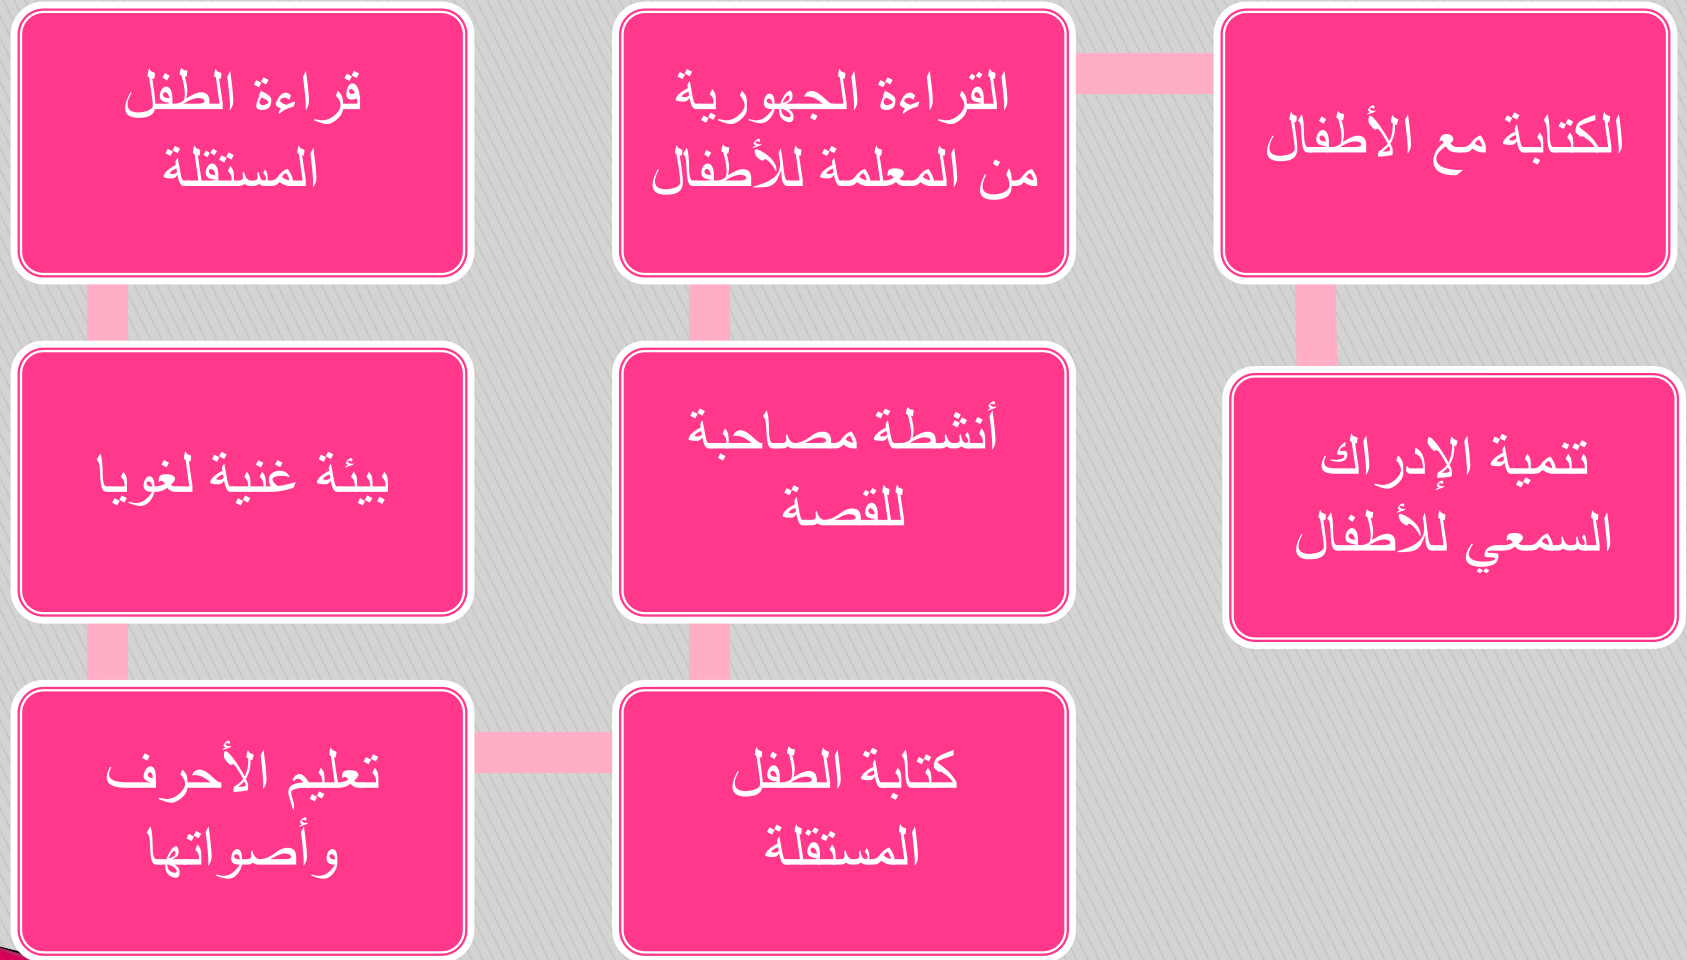 الكتابة مع الأطفال
تنمية الإدراك
السمعي للأطفال
القراءة الجهورية
من المعلمة للأطفال
أنشطة مصاحبة
للقصة
كتابة الطفل
المستقلة
قراءة الطفل
المستقلة
بيئة غنية لغويا
تعليم الأحرف
وأصواتها